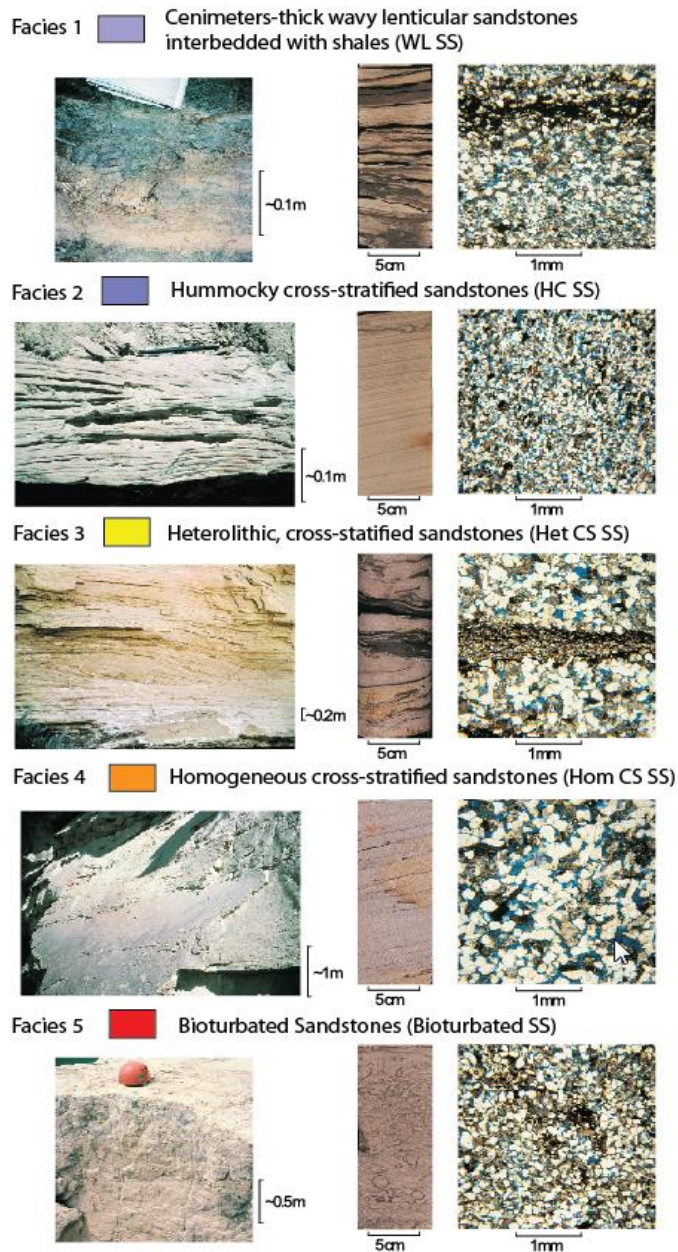 Facies 1 Cenimeters-thick wavy lenticular sandstones
interbedded with shales (WL SS)
~0.1m
5cm 1mm
Facies 2 Hummocky cross-stratified sandstones (HC SS)
~0.1m
5cm 1mm
Facies 3 Heterolithic, cross-statified sandstones (Het CS SS)
~0.2m
5cm 1mm
Facies 4 Homogeneous cross-stratified sandstones (Hom CS SS)
~1m
5cm 1mm
Facies 5 Bioturbated Sandstones (Bioturbated SS)
~0.5m
5cm 1mm